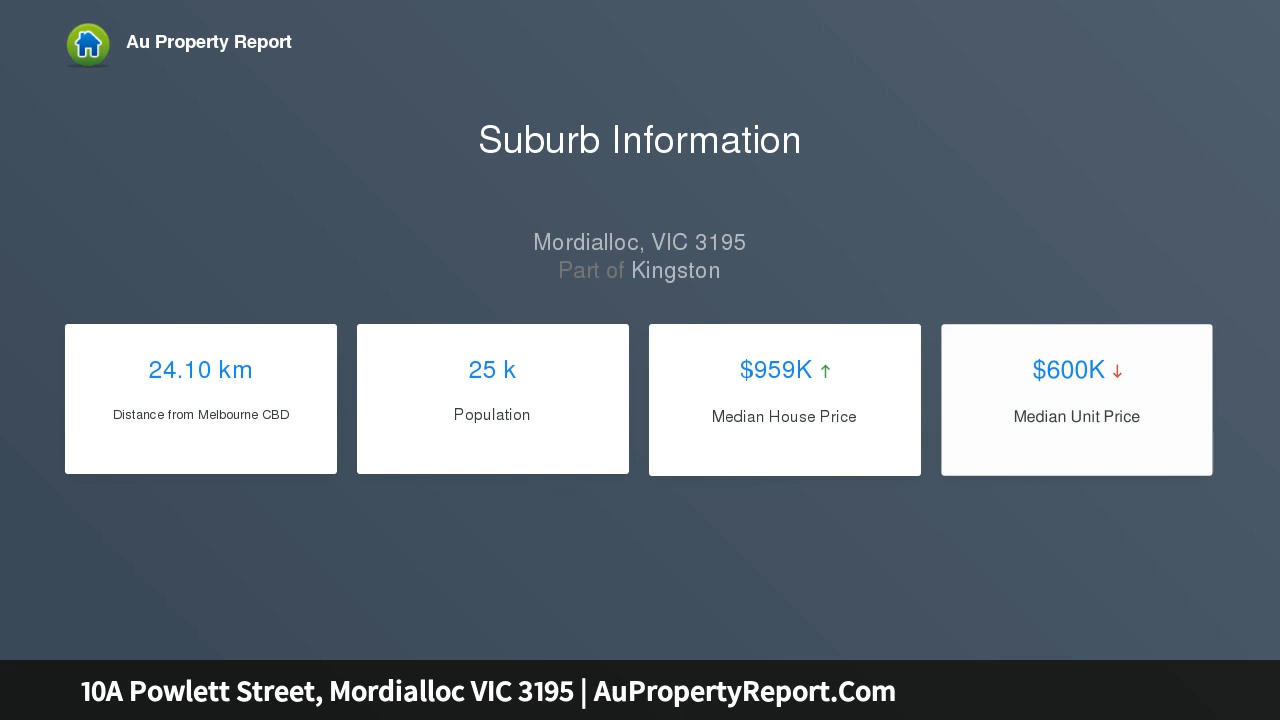 Au Property Report
Suburb Information
Mordialloc, VIC 3195
Part of Kingston
24.10 km
Distance from Melbourne CBD
25 k
Population
$959K ↑
Median House Price
$600K ↓
Median Unit Price
10A Powlett Street, Mordialloc VIC 3195 | AuPropertyReport.Com